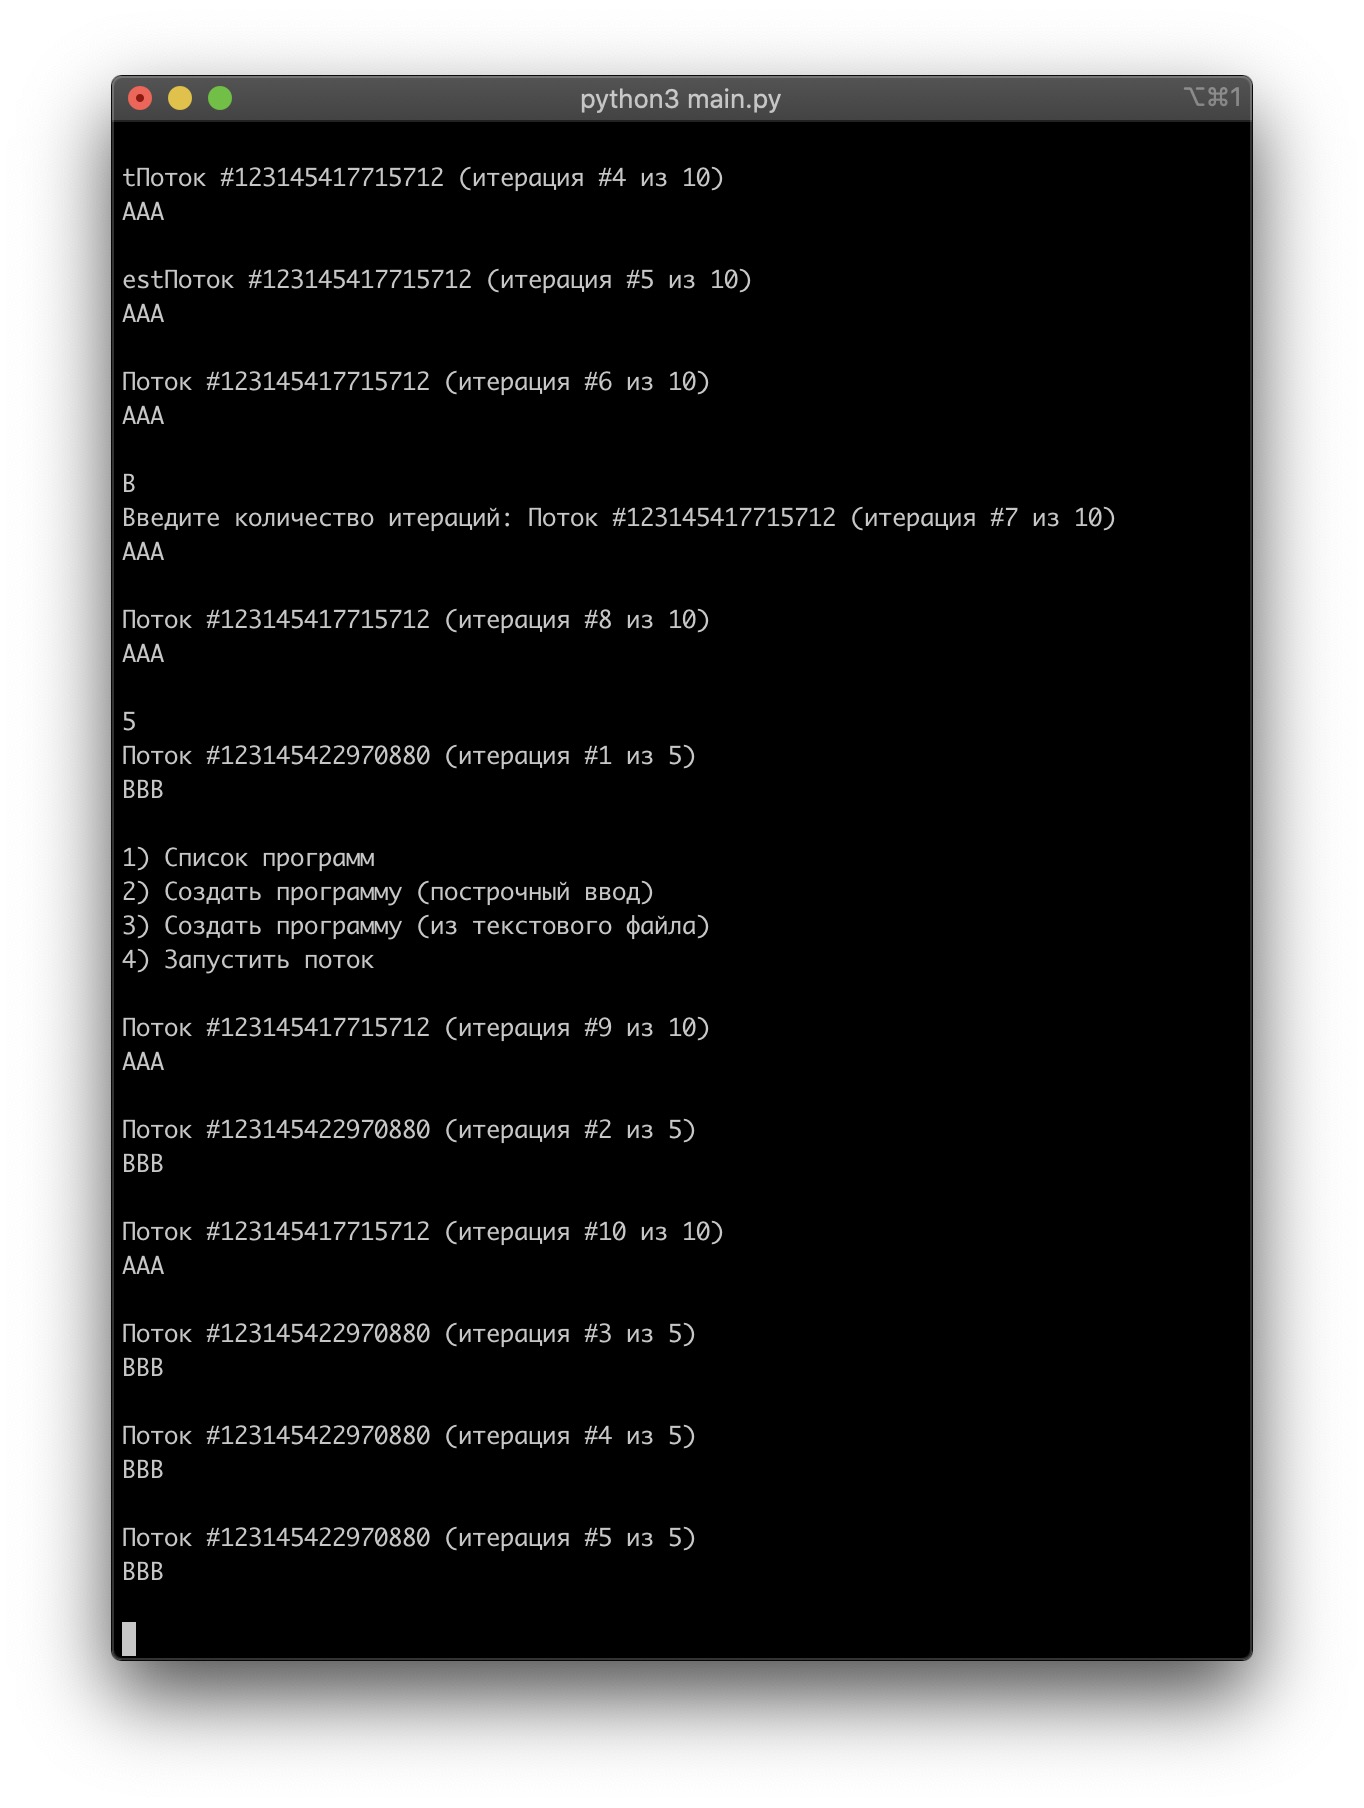 python3 main.py
⌥⌘1
tПоток #123145417715712 (итерация #4 из 10)
AAA
estПоток #123145417715712 (итерация #5 из 10)
AAA
Поток #123145417715712 (итерация #6 из 10)
AAA
B
Введите количество итераций: Поток #123145417715712 (итерация #7 из 10)
AAA
Поток #123145417715712 (итерация #8 из 10)
AAA
5
Поток #123145422970880 (итерация #1 из 5)
BBB
1) Список программ
2) Создать программу (построчный ввод)
3) Создать программу (из текстового файла)
4) Запустить поток
Поток #123145417715712 (итерация #9 из 10)
AAA
Поток #123145422970880 (итерация #2 из 5)
BBB
Поток #123145417715712 (итерация #10 из 10)
AAA
Поток #123145422970880 (итерация #3 из 5)
BBB
Поток #123145422970880 (итерация #4 из 5)
BBB
Поток #123145422970880 (итерация #5 из 5)
BBB